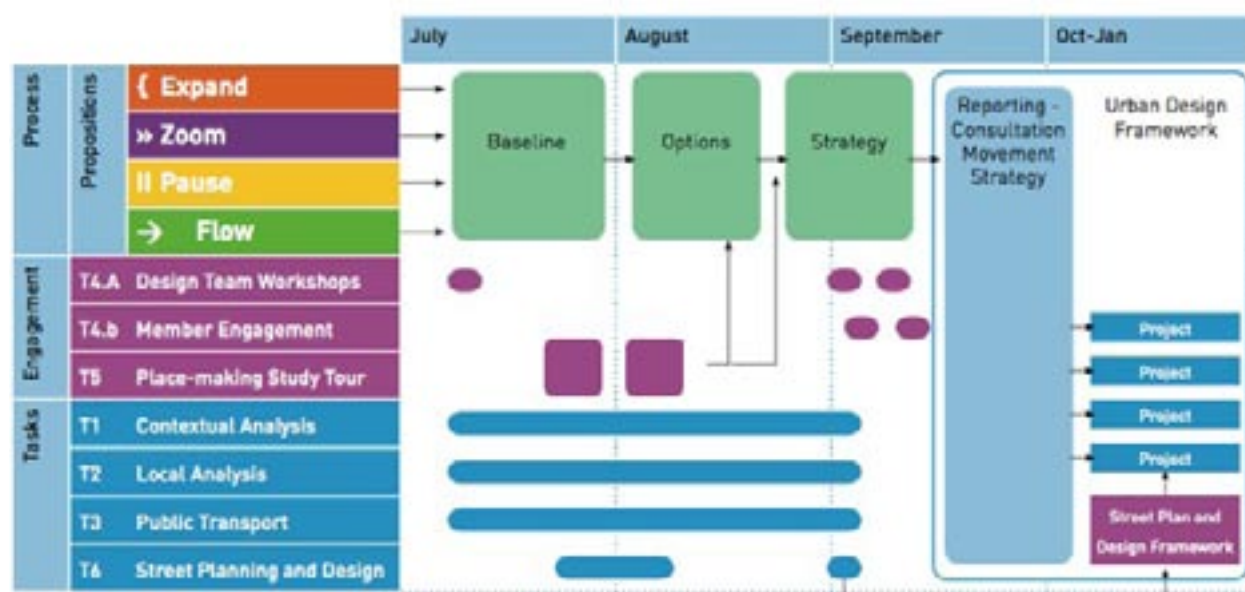 July August September Oct-Jan
Process
Propositions
{ Expand
» Zoom
II Pause
→ Flow
Baseline
Options
Strategy
Reporting -
Consultation
Movement
Strategy
Urban Design
Framework
Engagement
T4.A Design Team Workshops
T4.b Member Engagement
T5 Place-making Study Tour
Project
Project
Project
Project
Street Plan and
Design Framework
Tasks
T1 Contextual Analysis
T2 Local Analysis
T3 Public Transport
T6 Street Planning and Design